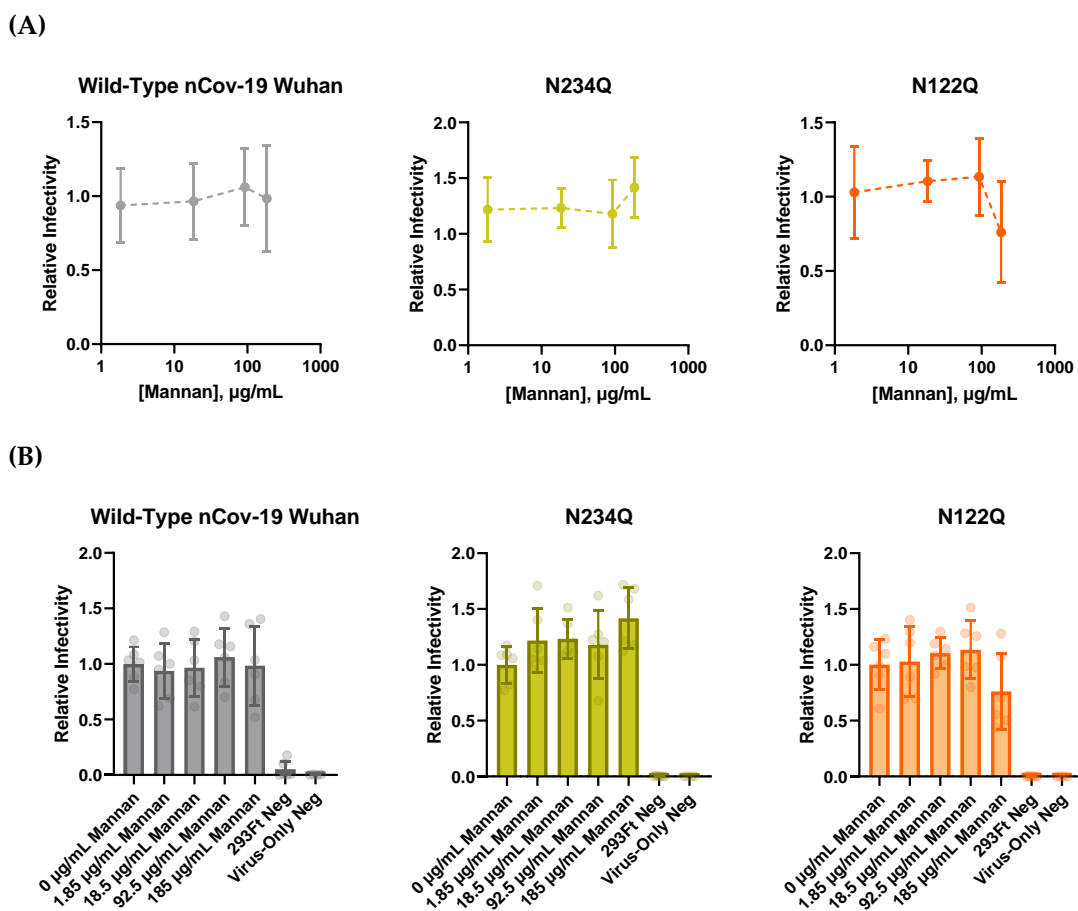 (A)
Wild-Type nCov-19 Wuhan
N234Q
N122Q
Relative Infectivity
1.5
1.0
0.5
0.0
1
10
100
1000
[Mannan], µg/mL
Relative Infectivity
2.0
1.5
1.0
0.5
0.0
1
10
100
1000
[Mannan], µg/mL
Relative Infectivity
1.5
1.0
0.5
0.0
1
10
100
1000
[Mannan], µg/mL
(B)
Wild-Type nCov-19 Wuhan
N234Q
N122Q
Relative Infectivity
2.0
1.5
1.0
0.5
0.0
0 µg/mL Mannan
1.85 µg/mL Mannan
18.5 µg/mL Mannan
92.5 µg/mL Mannan
185 µg/mL Mannan
293Ft Neg
Virus-Only Neg
Relative Infectivity
2.0
1.5
1.0
0.5
0.0
0 µg/mL Mannan
1.85 µg/mL Mannan
18.5 µg/mL Mannan
92.5 µg/mL Mannan
185 µg/mL Mannan
293Ft Neg
Virus-Only Neg
Relative Infectivity
2.0
1.5
1.0
0.5
0.0
0 µg/mL Mannan
1.85 µg/mL Mannan
18.5 µg/mL Mannan
92.5 µg/mL Mannan
185 µg/mL Mannan
293Ft Neg
Virus-Only Neg